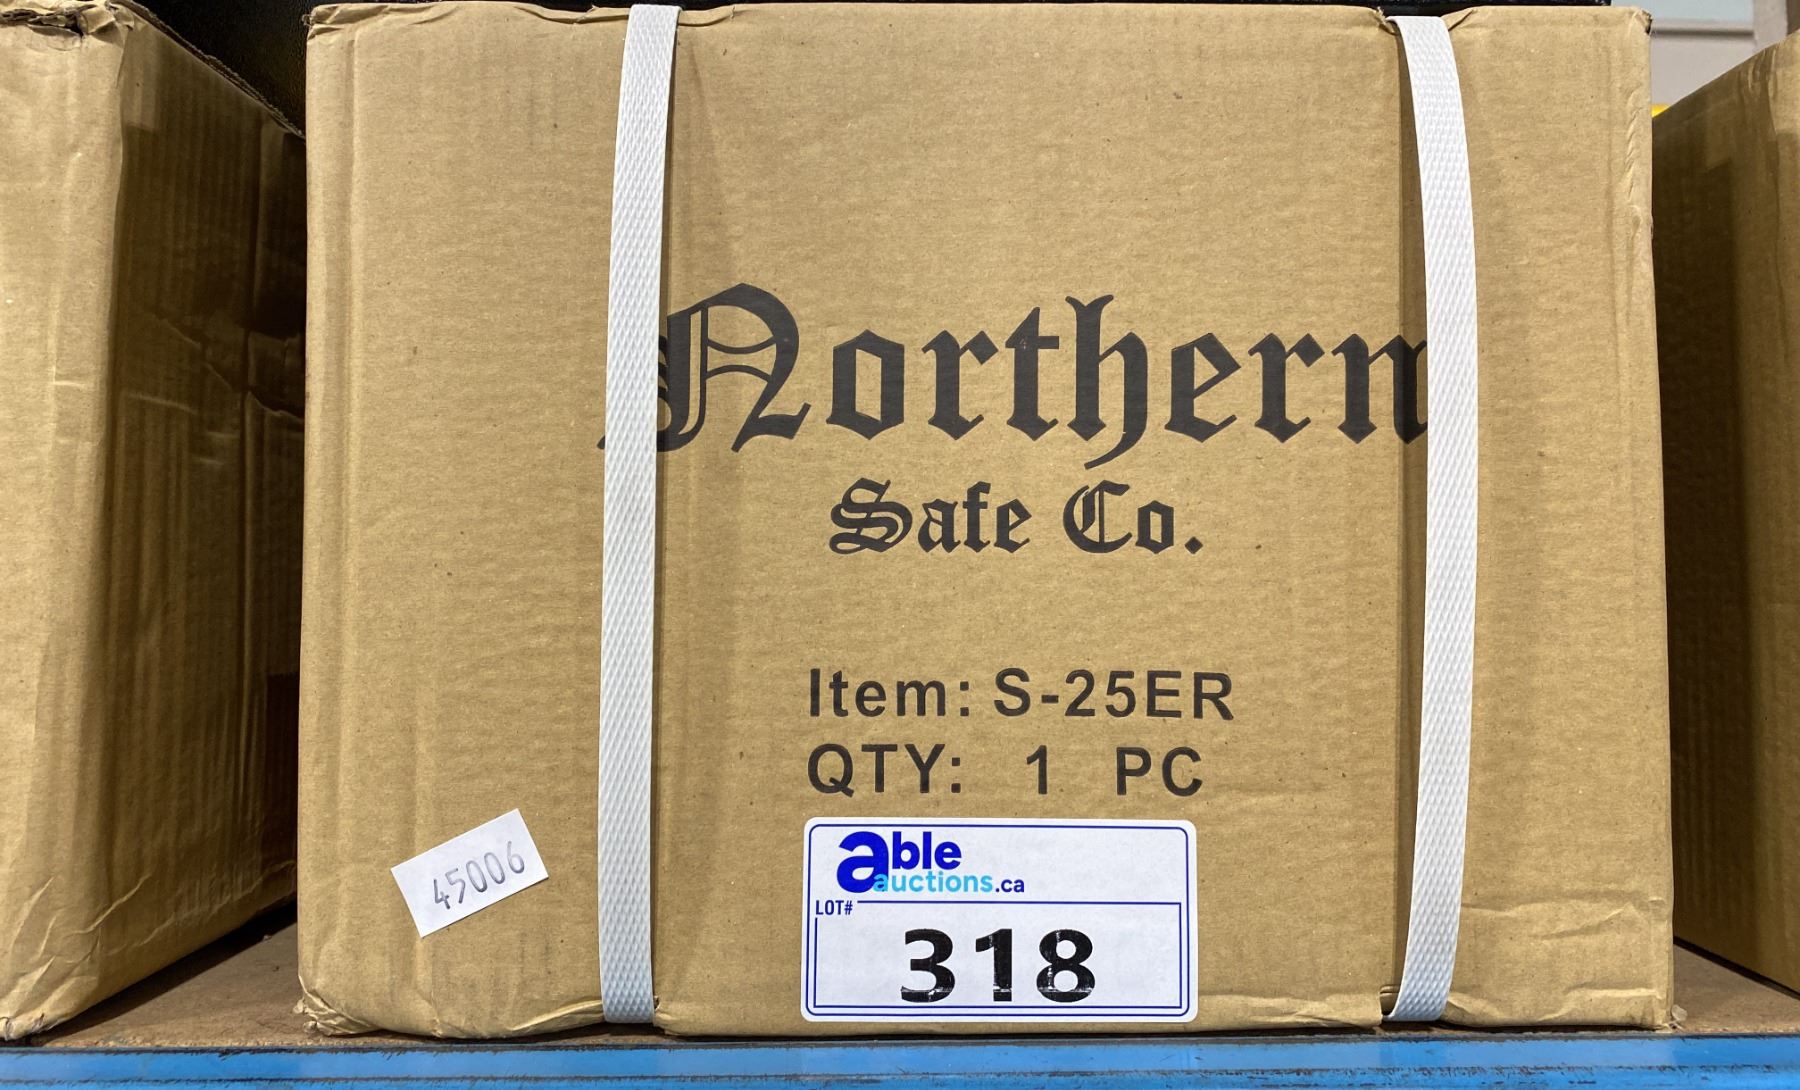 Northern
Safe Co.
Item: S-25ER
QTY: 1 PC
45006
able
auctions.ca
LOT#
318